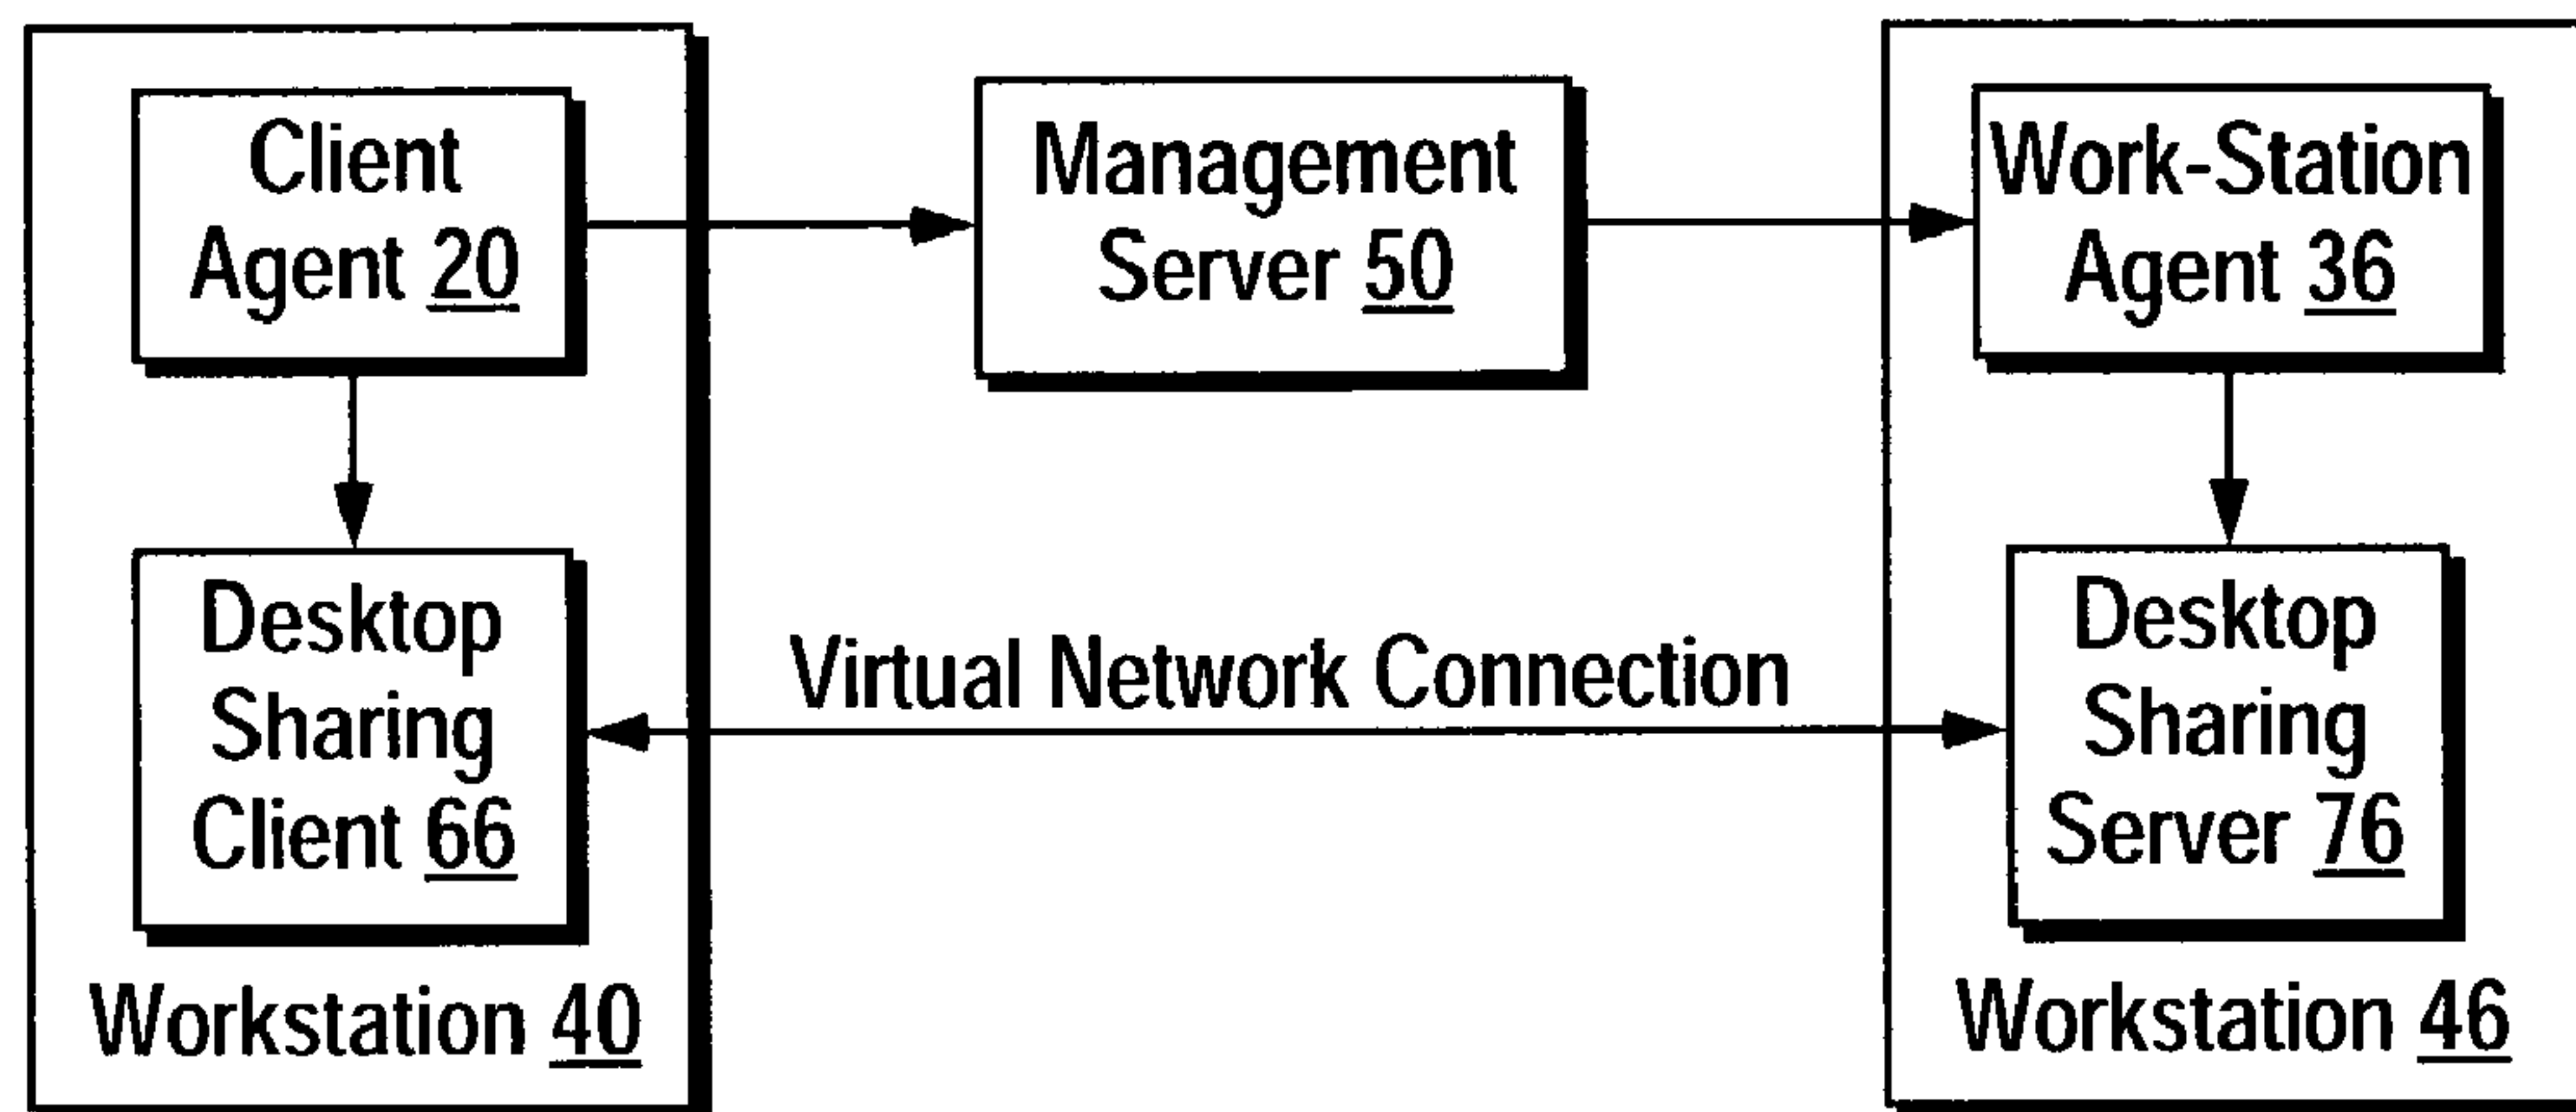 Client
Agent 20
Management
Server 50
Work-Station
Agent 36
Desktop
Sharing
Client 66
Virtual Network Connection
Desktop
Sharing
Server 76
Workstation 40
Workstation 46